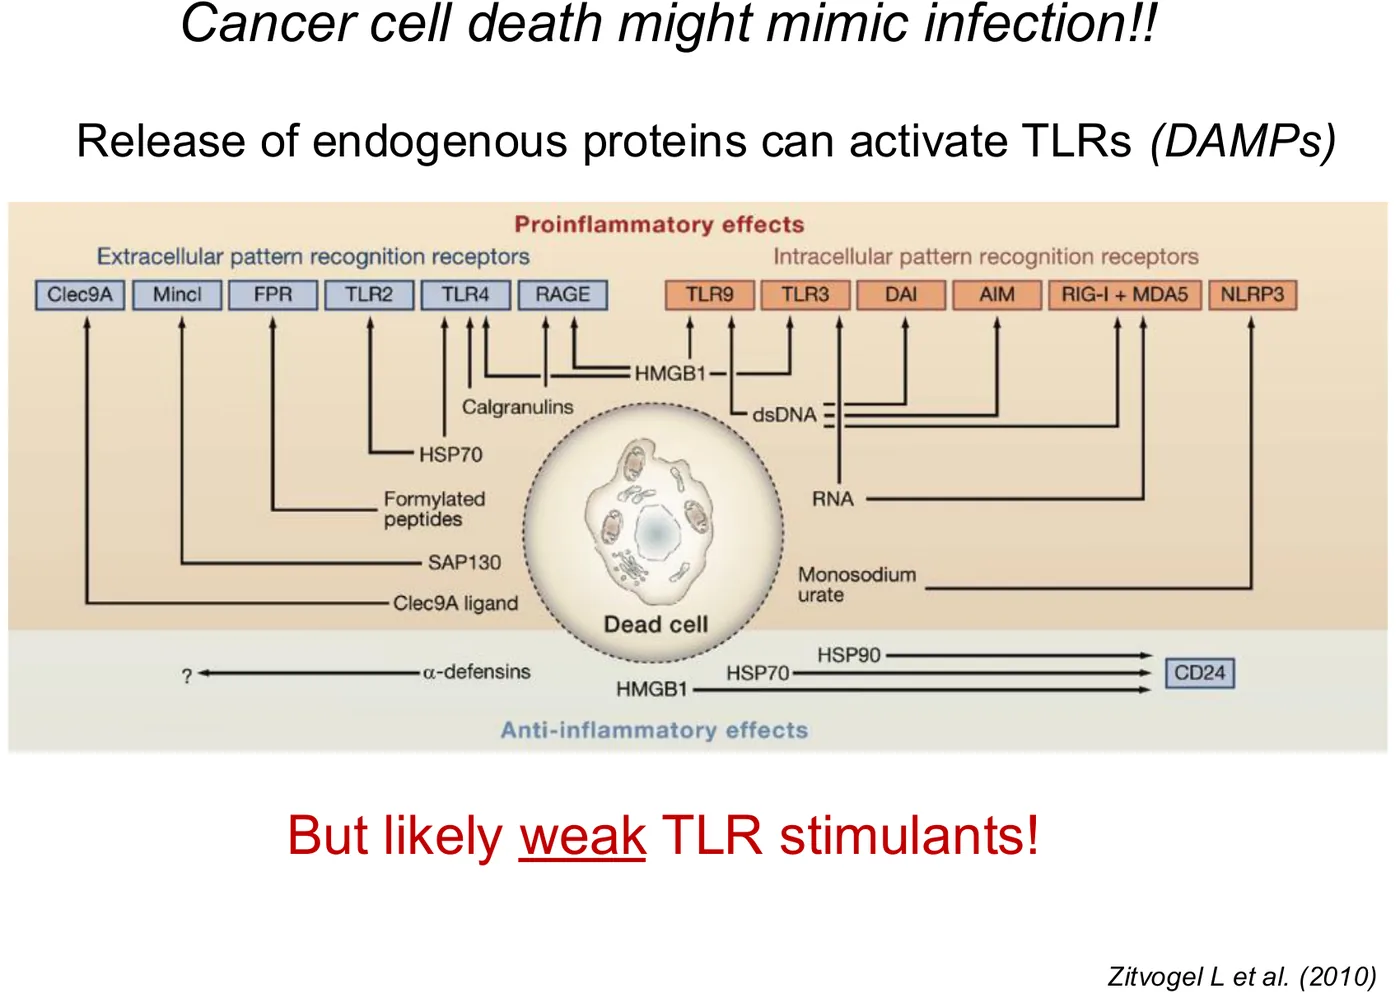 Cancer cell death might mimic infection!!
Release of endogenous proteins can activate TLRs (DAMPs)
Proinflammatory effects
Extracellular pattern recognition receptors
Intracellular pattern recognition receptors
Clec9A
Mincl
FPR
TLR2
TLR4
RAGE
TLR9
TLR3
DAI
AIM
RIG-I + MDA5
NLRP3
HMGB1
Calgranulins
dsDNA
HSP70
Formylated
peptides
RNA
SAP130
Monosodium
urate
Clec9A ligand
Dead cell
?
α-defensins
HSP90
HSP70
HMGB1
CD24
Anti-inflammatory effects
But likely weak TLR stimulants!
Zitvogel L et al. (2010)